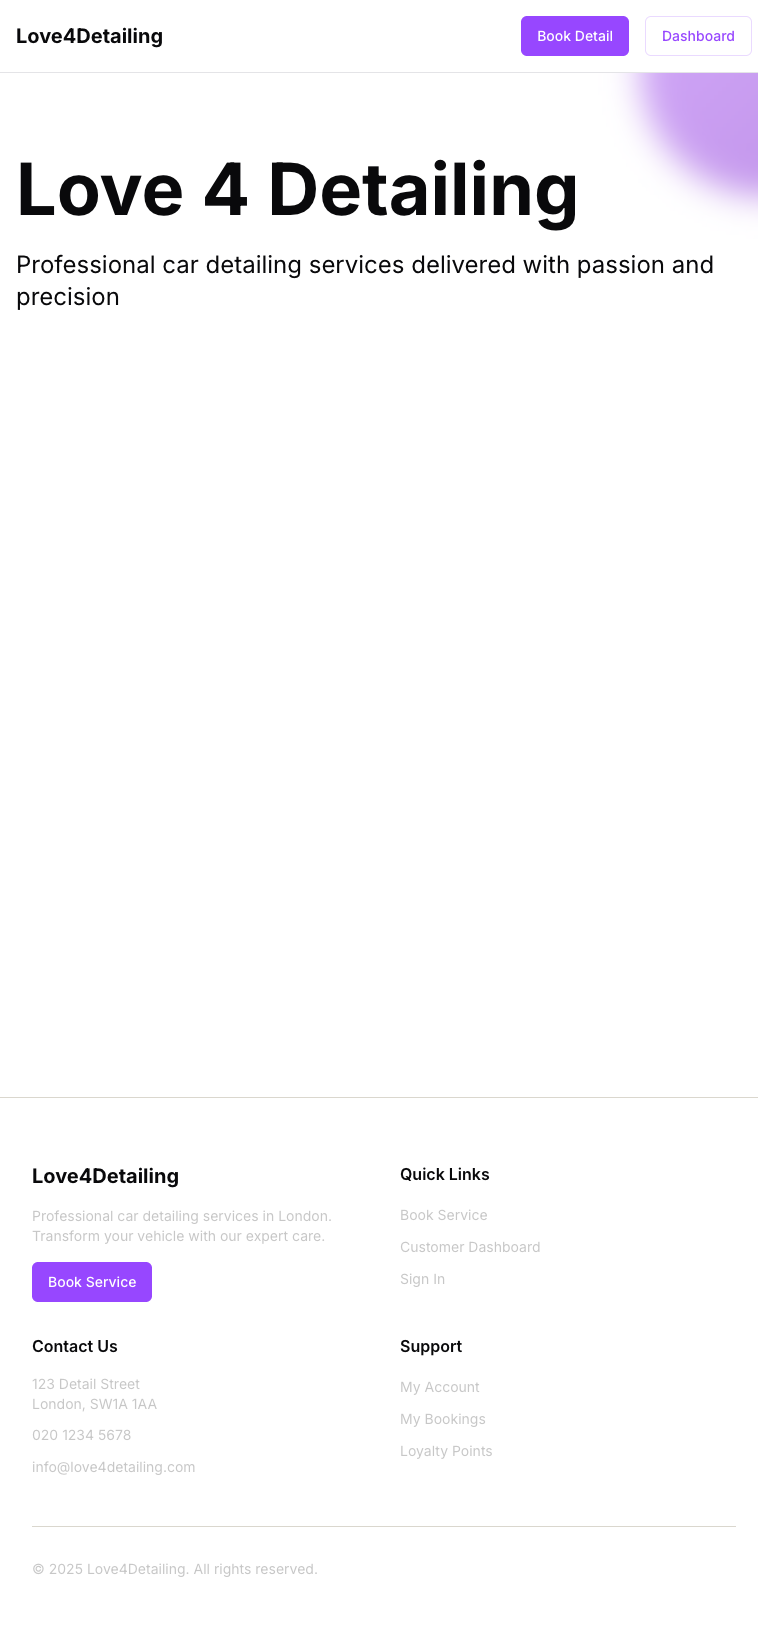 Love4Detailing
Book Detail
Dashboard
Love 4 Detailing
Professional car detailing services delivered with passion and
precision
Love4Detailing
Professional car detailing services in London.
Transform your vehicle with our expert care.
Book Service
Quick Links
Book Service
Customer Dashboard
Sign In
Contact Us
123 Detail Street
London, SW1A 1AA
020 1234 5678
info@love4detailing.com
Support
My Account
My Bookings
Loyalty Points
© 2025 Love4Detailing. All rights reserved.